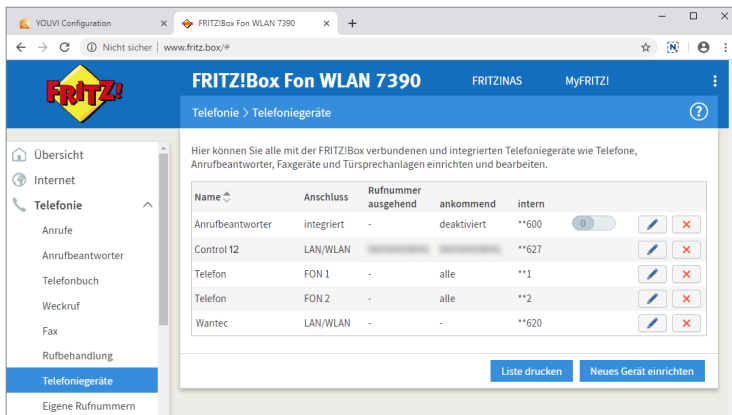 YOUVI Configuration
FRITZ!Box Fon WLAN 7390
Nicht sicher | www.fritz.box/#
FRITZ!
FRITZ!Box Fon WLAN 7390
FRITZ!NAS
MyFRITZ!
Telefonie > Telefoniegeräte
Übersicht
Internet
Telefonie
Anrufe
Anrufbeantworter
Telefonbuch
Weckruf
Fax
Rufbehandlung
Telefoniegeräte
Eigene Rufnummern
Hier können Sie alle mit der FRITZ!Box verbundenen und integrierten Telefoniegeräte wie Telefone,
Anrufbeantworter, Faxgeräte und Türsprechanlagen einrichten und bearbeiten.
Name Anschluss Rufnummer ausgehend ankommend intern
Anrufbeantworter integriert - deaktiviert **600 0
Control 12 LAN/WLAN **627
Telefon FON 1 - alle **1
Telefon FON 2 - alle **2
Wantec LAN/WLAN - - **620
Liste drucken
Neues Gerät einrichten